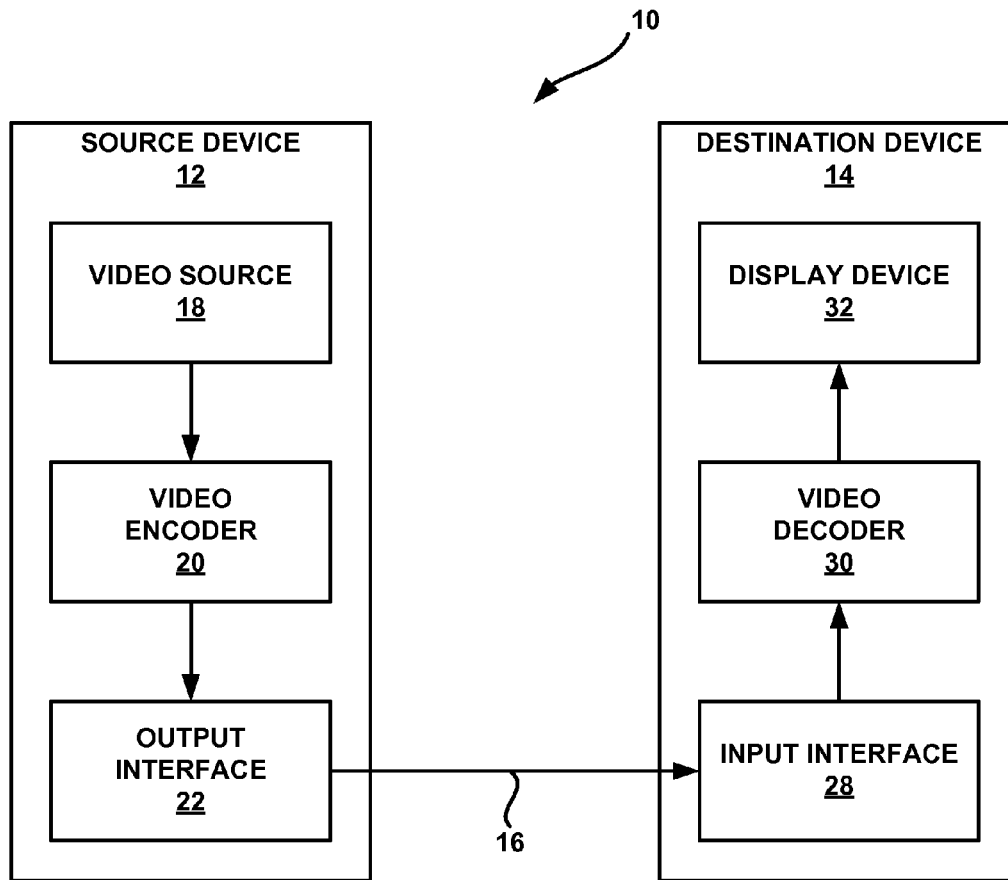 10
SOURCE DEVICE
12
VIDEO SOURCE
18
VIDEO
ENCODER
20
OUTPUT
INTERFACE
22
16
DESTINATION DEVICE
14
DISPLAY DEVICE
32
VIDEO
DECODER
30
INPUT INTERFACE
28